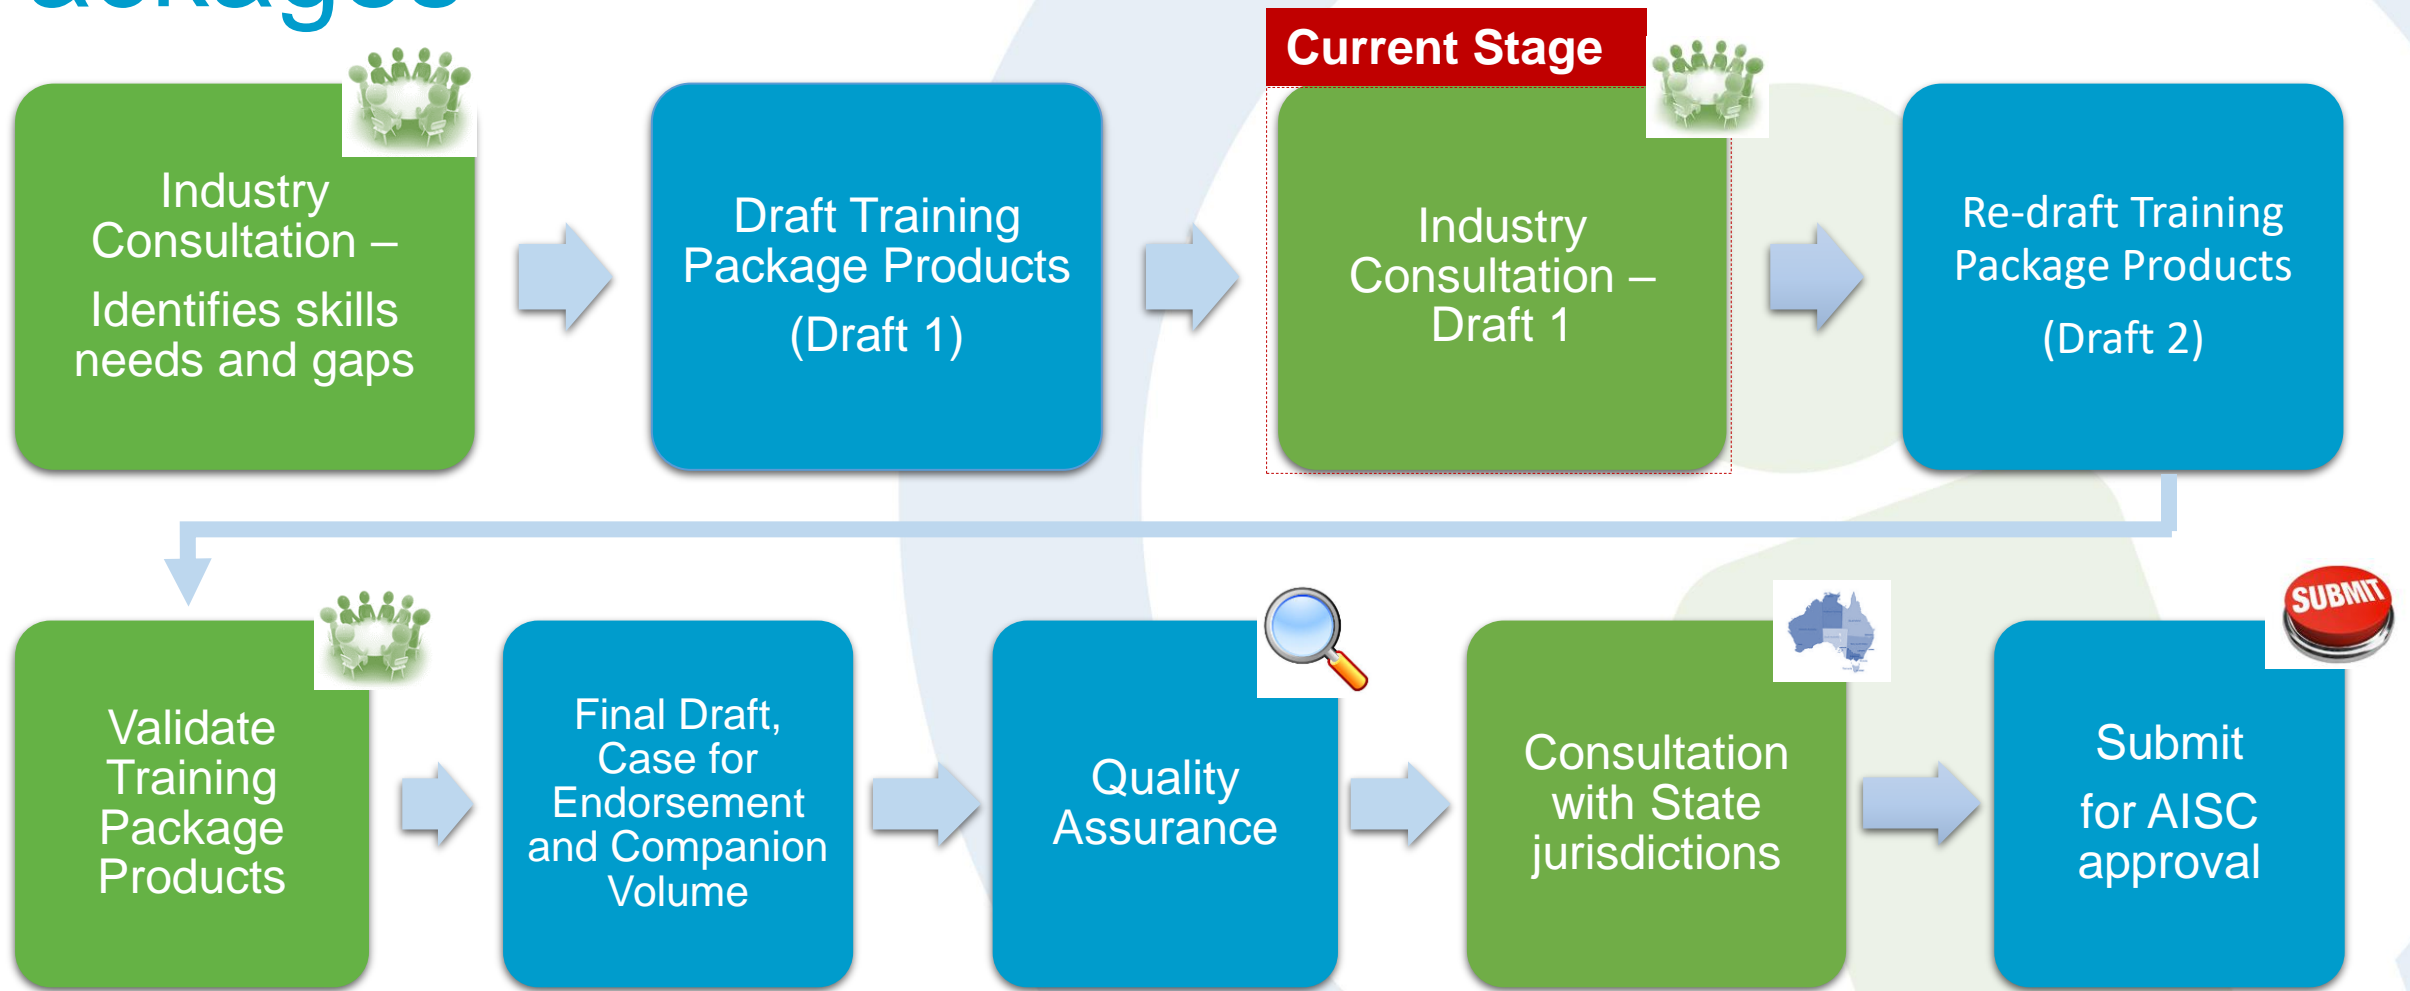 Current Stage
Industry
Consultation –
Identifies skills
needs and gaps
Draft Training
Package Products
(Draft 1)
Industry
Consultation –
Draft 1
Re-draft Training
Package Products
(Draft 2)
Validate
Training
Package
Products
Final Draft,
Case for
Endorsement
and Companion
Volume
Quality
Assurance
Consultation
with State
jurisdictions
SUBMIT
Submit
for AISC
approval